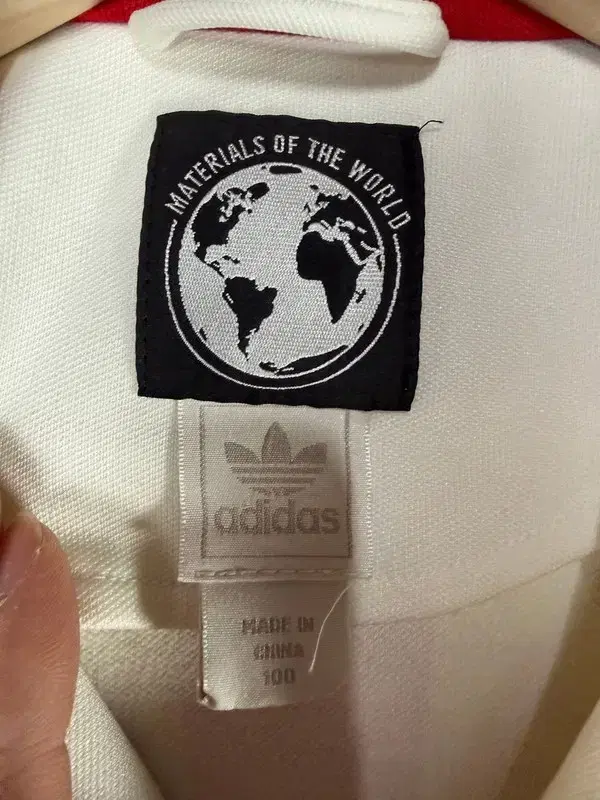 MATERIALS OF THE WORLD
adidas
MADE IN
CHINA
100